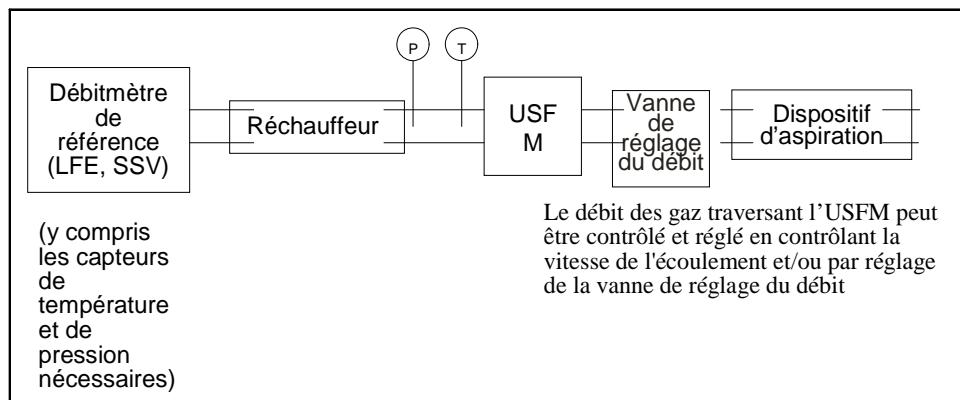 P
T
Débitmètre
de
référence
(LFE, SSV)
Réchauffeur
USF
M
Vanne
de
réglage
du débit
Dispositif
d'aspiration
(y compris
les capteurs
de
température
et de
pression
nécessaires)
Le débit des gaz traversant l’USFM peut
être contrôlé et réglé en contrôlant la
vitesse de l'écoulement et/ou par réglage
de la vanne de réglage du débit